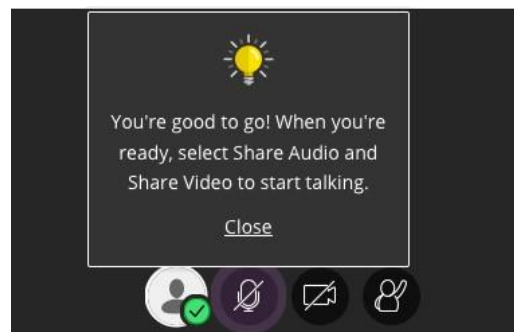 You're good to go! When you're
ready, select Share Audio and
Share Video to start talking.
Close